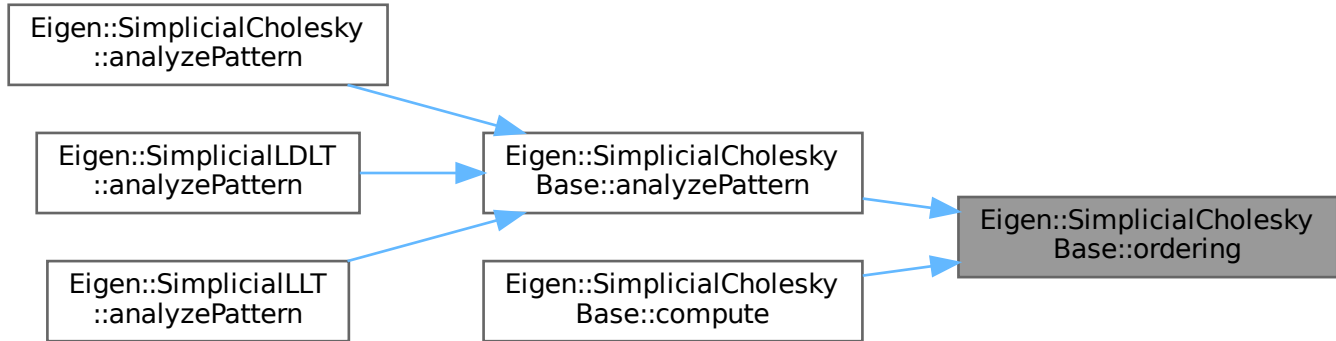 Eigen::SimplicialCholesky
::analyzePattern
Eigen::SimplicialLDLT
::analyzePattern
Eigen::SimplicialLLT
::analyzePattern
Eigen::SimplicialCholesky
Base::analyzePattern
Eigen::SimplicialCholesky
Base::compute
Eigen::SimplicialCholesky
Base::ordering